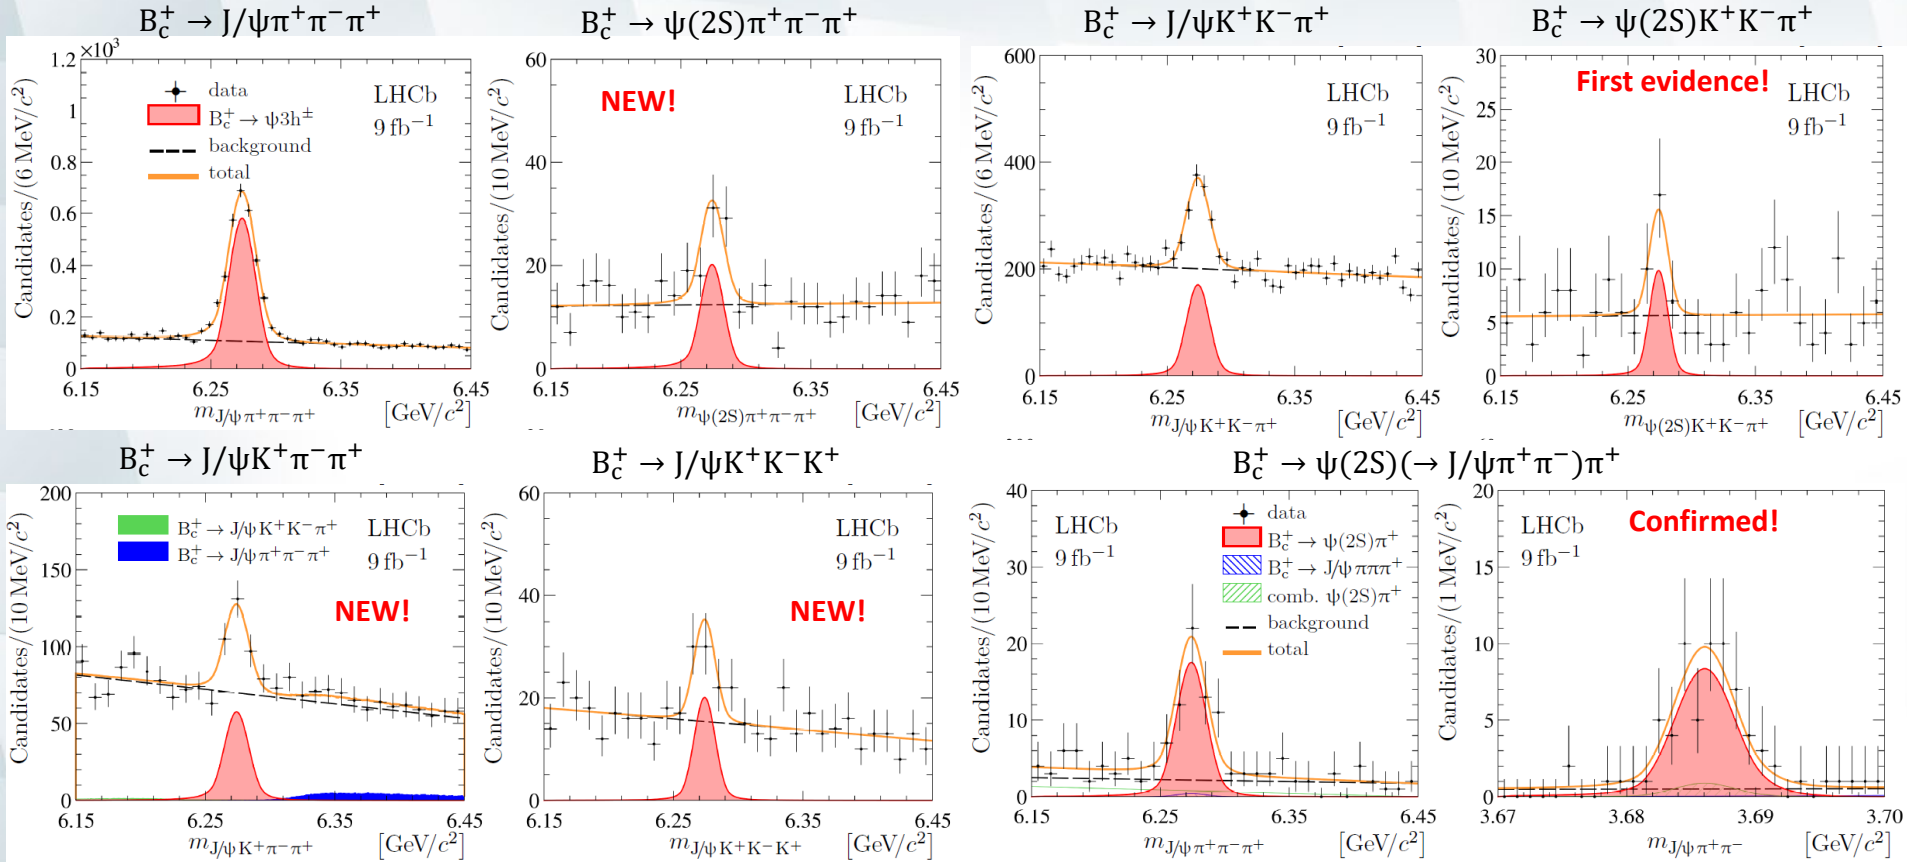 B_c^+ → J/ψπ^+π^−π^+
B_c^+ → ψ(2S)π^+π^−π^+
B_c^+ → J/ψK^+K^−π^+
B_c^+ → ψ(2S)K^+K^−π^+
Candidates/(6 MeV/c^2)
×10^3
1.2
1.0
0.8
0.6
0.4
0.2
0
data
B_c^+ → ψ3h^±
background
total
LHCb
9 fb^−1
6.15 6.25 6.35 6.45
m_J/ψπ^+π^−π^+ [GeV/c^2]
Candidates/(10 MeV/c^2)
60
40
20
0
NEW!
LHCb
9 fb^−1
6.15 6.25 6.35 6.45
m_ψ(2S)π^+π^−π^+ [GeV/c^2]
Candidates/(6 MeV/c^2)
600
400
200
0
LHCb
9 fb^−1
6.15 6.25 6.35 6.45
m_J/ψK^+K^−π^+ [GeV/c^2]
Candidates/(10 MeV/c^2)
30
25
20
15
10
5
0
First evidence!
LHCb
9 fb^−1
6.15 6.25 6.35 6.45
m_ψ(2S)K^+K^−π^+ [GeV/c^2]
B_c^+ → J/ψK^+π^−π^+
B_c^+ → J/ψK^+K^−K^+
B_c^+ → ψ(2S)(→ J/ψπ^+π^−)π^+
Candidates/(10 MeV/c^2)
200
150
100
50
0
B_c^+ → J/ψK^+K^−π^+
B_c^+ → J/ψπ^+π^−π^+
LHCb
9 fb^−1
NEW!
6.15 6.25 6.35 6.45
m_J/ψK^+π^−π^+ [GeV/c^2]
Candidates/(10 MeV/c^2)
60
40
20
0
LHCb
9 fb^−1
NEW!
6.15 6.25 6.35 6.45
m_J/ψK^+K^−K^+ [GeV/c^2]
Candidates/(10 MeV/c^2)
40
30
20
10
0
LHCb
9 fb^−1
data
B_c^+ → ψ(2S)π^+
B_c^+ → J/ψπππ^+
comb. ψ(2S)π^+
background
total
6.15 6.25 6.35 6.45
m_J/ψπ^+π^−π^+ [GeV/c^2]
Candidates/(1 MeV/c^2)
20
15
10
5
0
LHCb
9 fb^−1
Confirmed!
3.67 3.68 3.69 3.70
m_J/ψπ^+π^− [GeV/c^2]